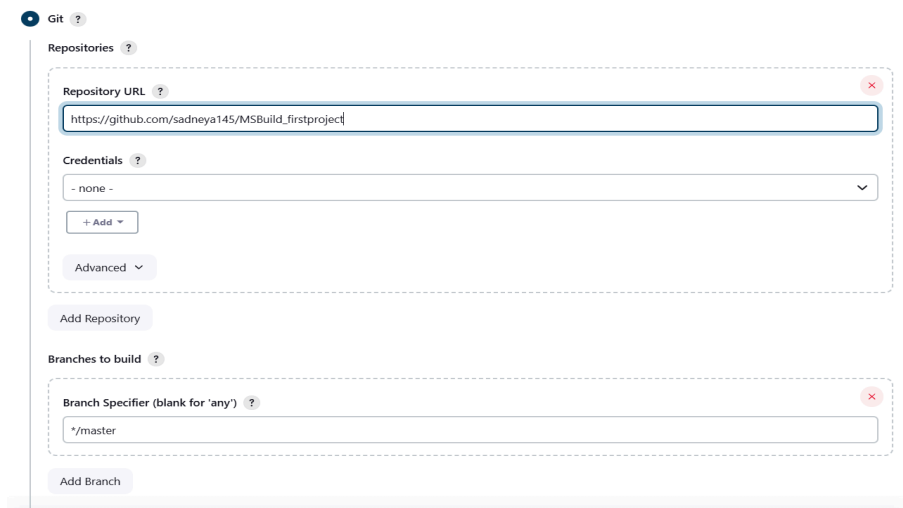 Git ?
Repositories ?
Repository URL ?
https://github.com/sadneya145/MSBuild_firstproject
Credentials ?
- none -
+ Add
Advanced
Add Repository
Branches to build ?
Branch Specifier (blank for 'any') ?
*/master
Add Branch